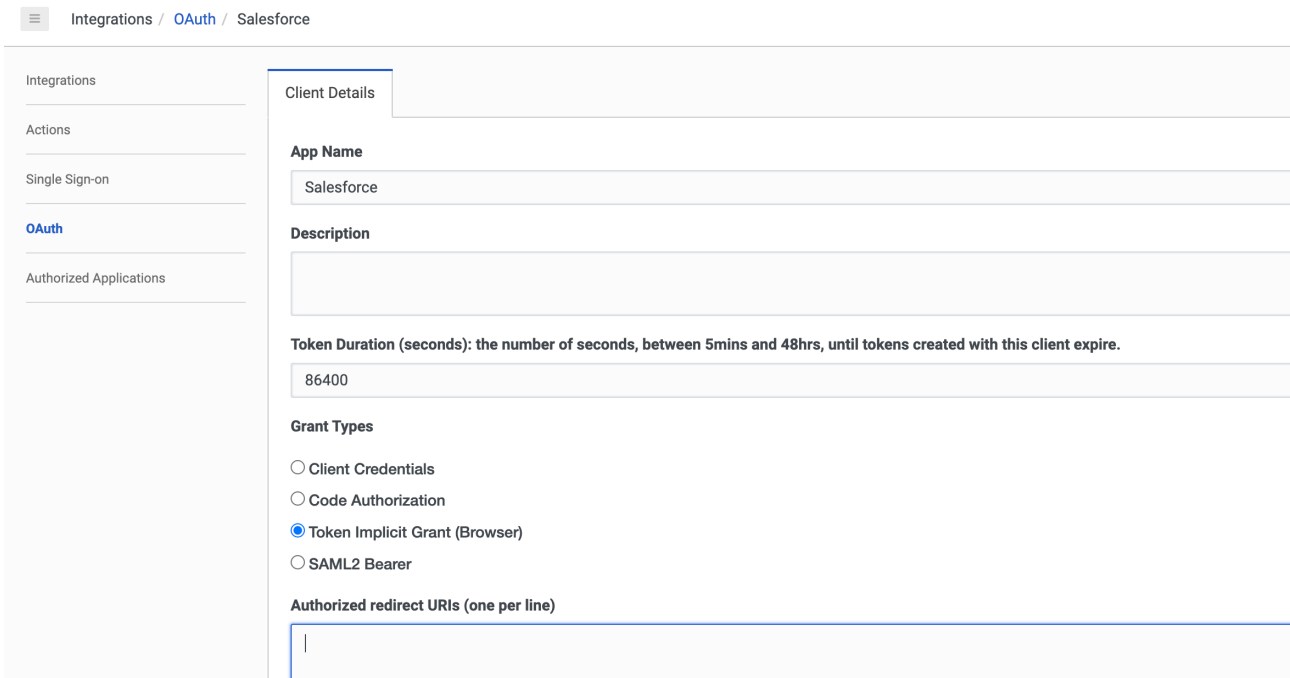 Integrations / OAuth / Salesforce
Integrations
Actions
Single Sign-on
OAuth
Authorized Applications
Client Details
App Name
Salesforce
Description
Token Duration (seconds): the number of seconds, between 5mins and 48hrs, until tokens created with this client expire.
86400
Grant Types
Client Credentials
Code Authorization
Token Implicit Grant (Browser)
SAML2 Bearer
Authorized redirect URIs (one per line)